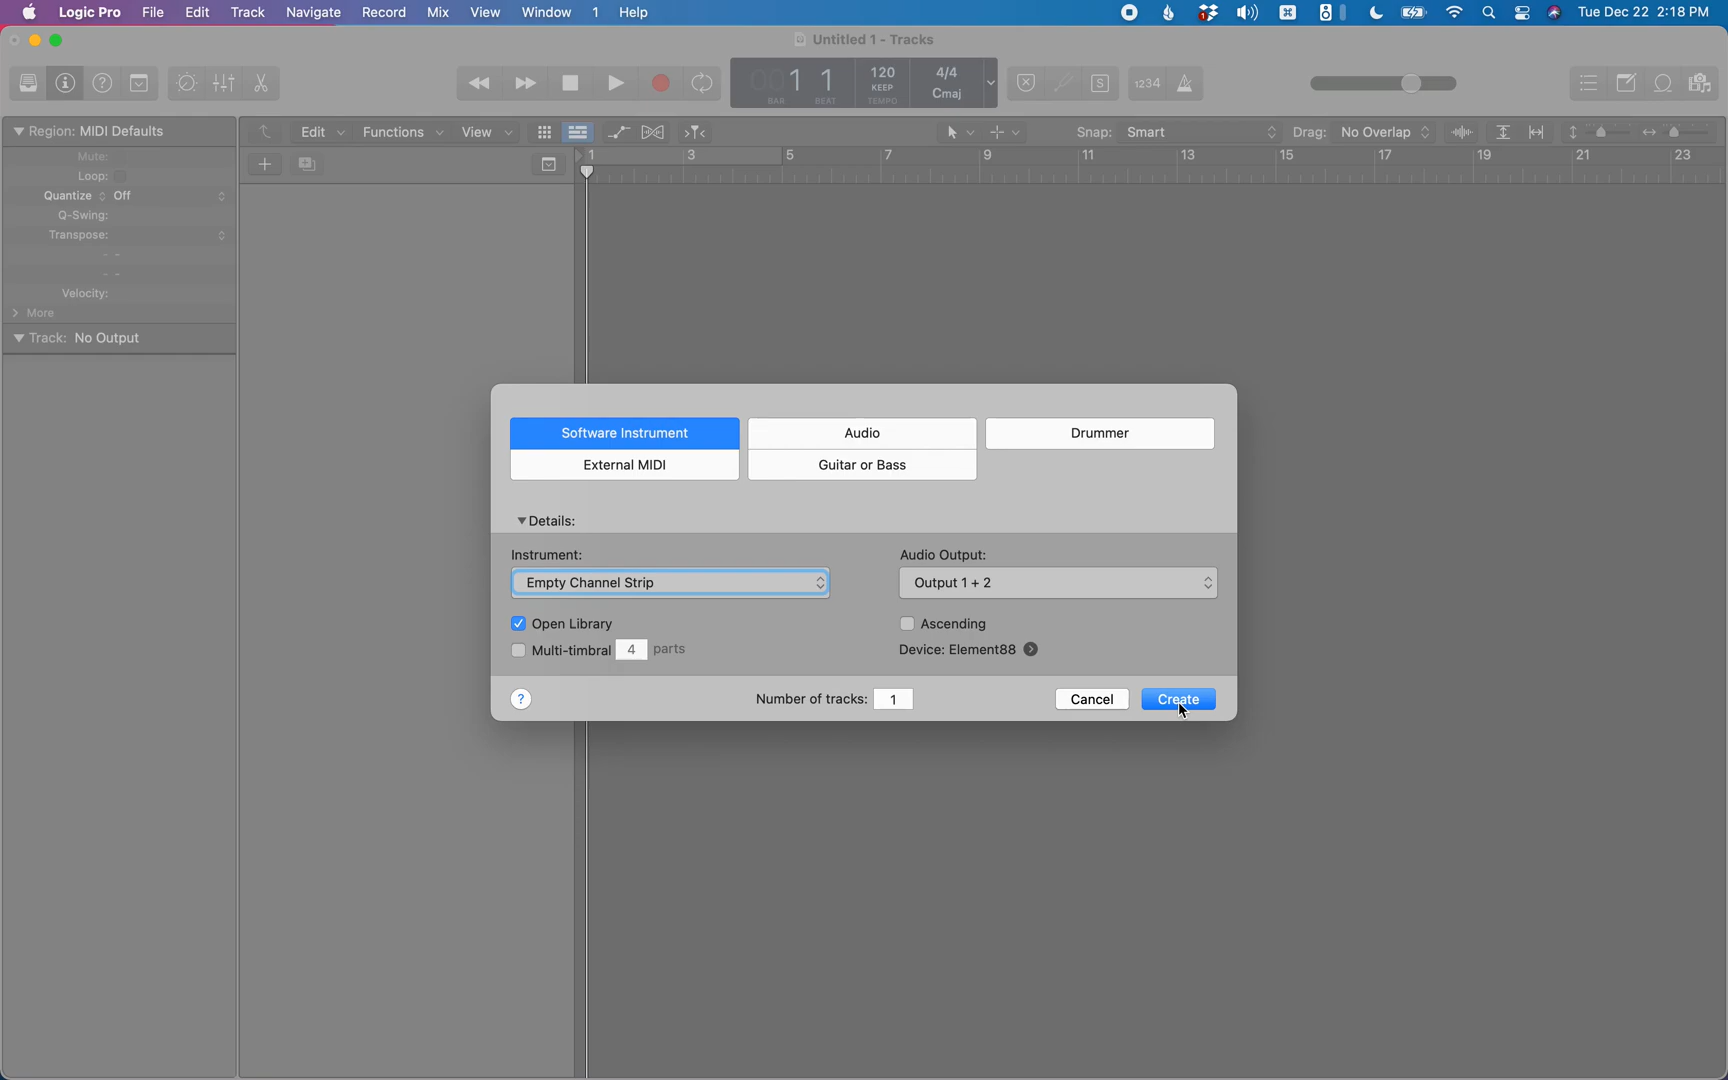 Logic Pro File Edit Track Navigate Record Mix View Window 1 Help Tue Dec 22 2:18 PM
Untitled 1 - Tracks
001 1 120 4/4
KEEP Cmaj
BAR BEAT TEMPO
S 1234
Region: MIDI Defaults
Edit Functions View Snap: Smart Drag: No Overlap
1 3 5 7 9 11 13 15 17 19 21 23
Mute:
Loop:
Quantize Off
Q-Swing:
Transpose:
- -
- -
Velocity:
More
Track: No Output
Software Instrument Audio Drummer
External MIDI Guitar or Bass
Details:
Instrument: Audio Output:
Empty Channel Strip Output 1 + 2
Open Library Ascending
Multi-timbral 4 parts Device: Element88
? Number of tracks: 1 Cancel Create